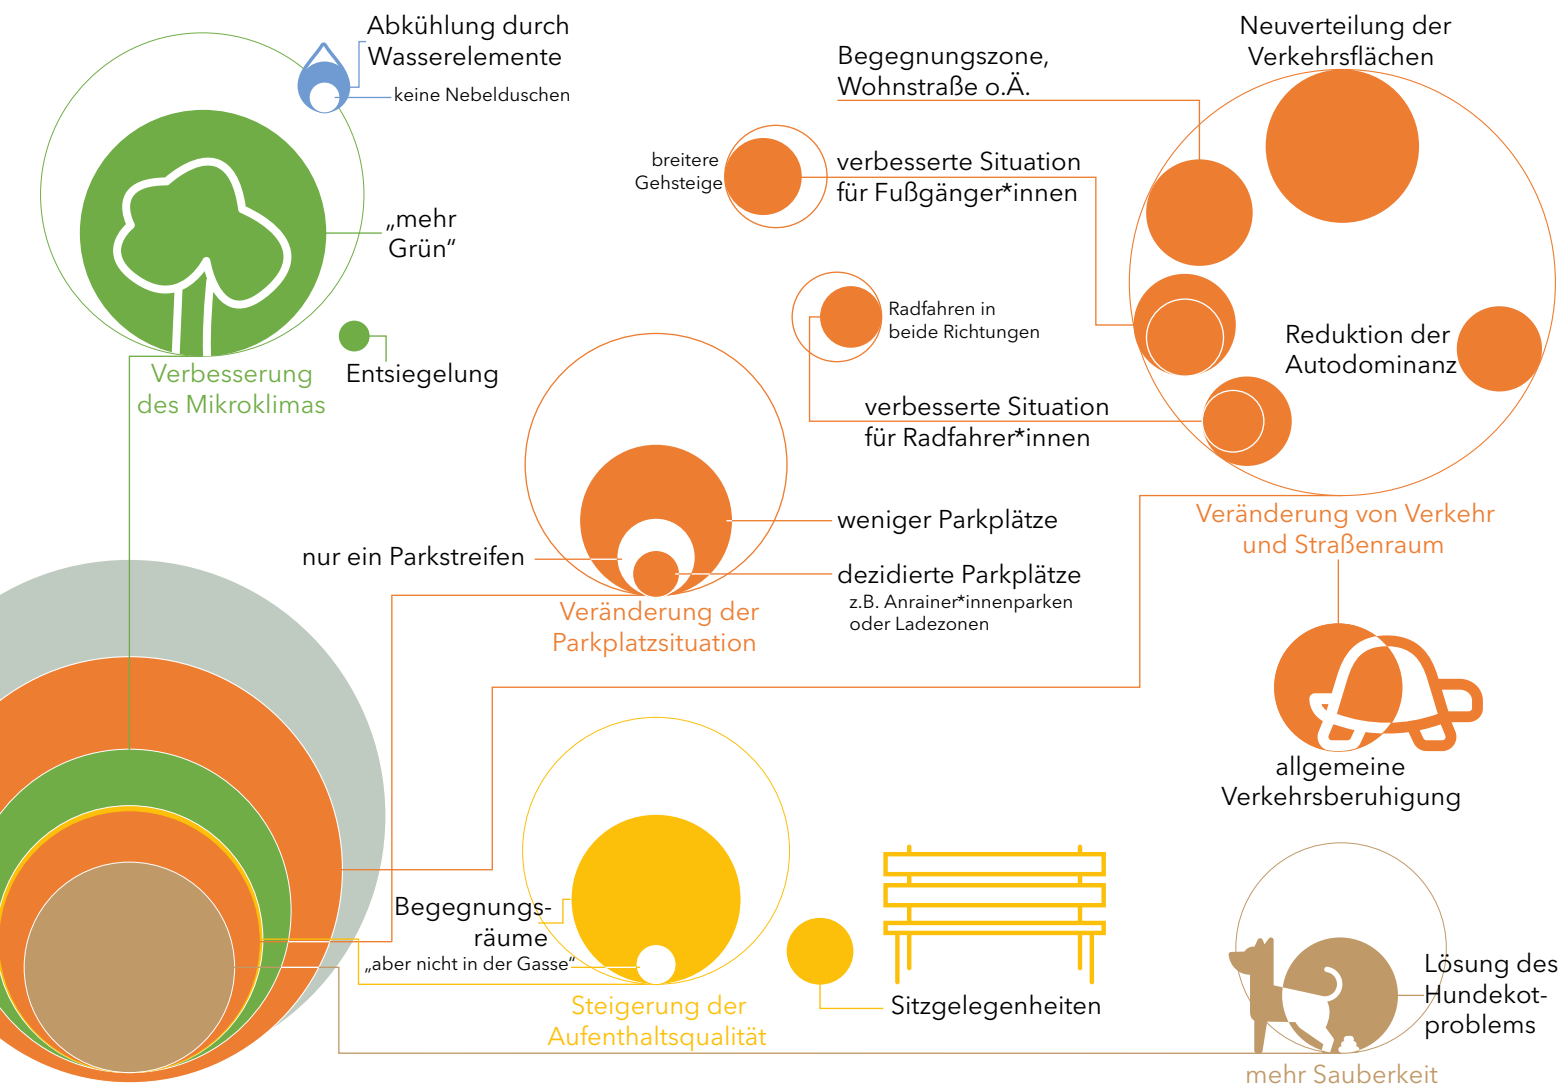 Abkühlung durch
Wasserelemente
keine Nebelduschen
„mehr
Grün“
Verbesserung
des Mikroklimas
Entsiegelung
Begegnungszone,
Wohnstraße o.Ä.
Neuverteilung der
Verkehrsflächen
breitere
Gehsteige
verbesserte Situation
für Fußgänger*innen
Radfahren in
beide Richtungen
Reduktion der
Autodominanz
verbesserte Situation
für Radfahrer*innen
Veränderung von Verkehr
und Straßenraum
weniger Parkplätze
nur ein Parkstreifen
dezidierte Parkplätze
z.B. Anrainer*innenparken
oder Ladezonen
Veränderung der
Parkplatzsituation
allgemeine
Verkehrsberuhigung
Begegnungs-
räume
„aber nicht in der Gasse“
Steigerung der
Aufenthaltsqualität
Sitzgelegenheiten
Lösung des
Hundekot-
problems
mehr Sauberkeit